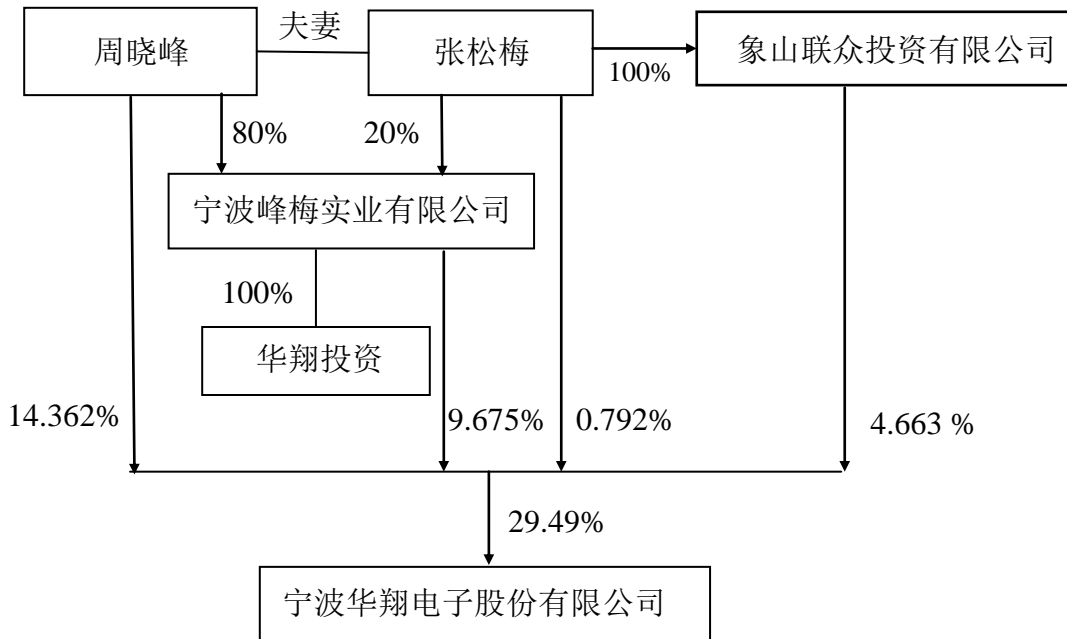 夫妻
周晓峰
张松梅
象山联众投资有限公司
100%
80%
20%
宁波峰梅实业有限公司
100%
华翔投资
14.362%
9.675%
0.792%
4.663 %
29.49%
宁波华翔电子股份有限公司